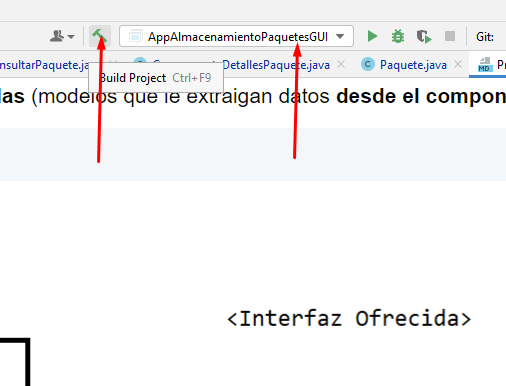 AppAlmacenamientoPaquetesGUI
Git:
nsultarPaquete.ja
DetallesPaquete.java
Paquete.java
Pr
Build Project Ctrl+F9
las (modelos que le extraigan datos desde el compon
<Interfaz Ofrecida>